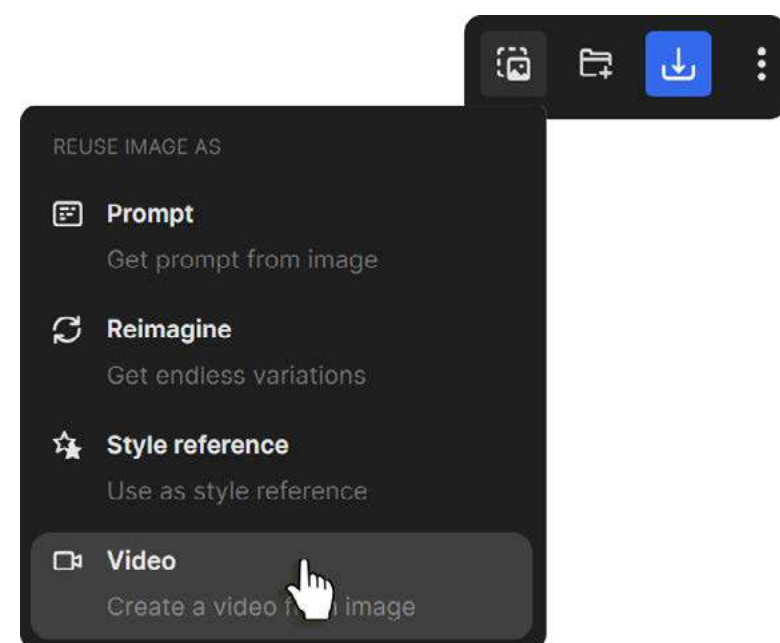 REUSE IMAGE AS
Prompt
Get prompt from image
Reimagine
Get endless variations
Style reference
Use as style reference
Video
Create a video from image